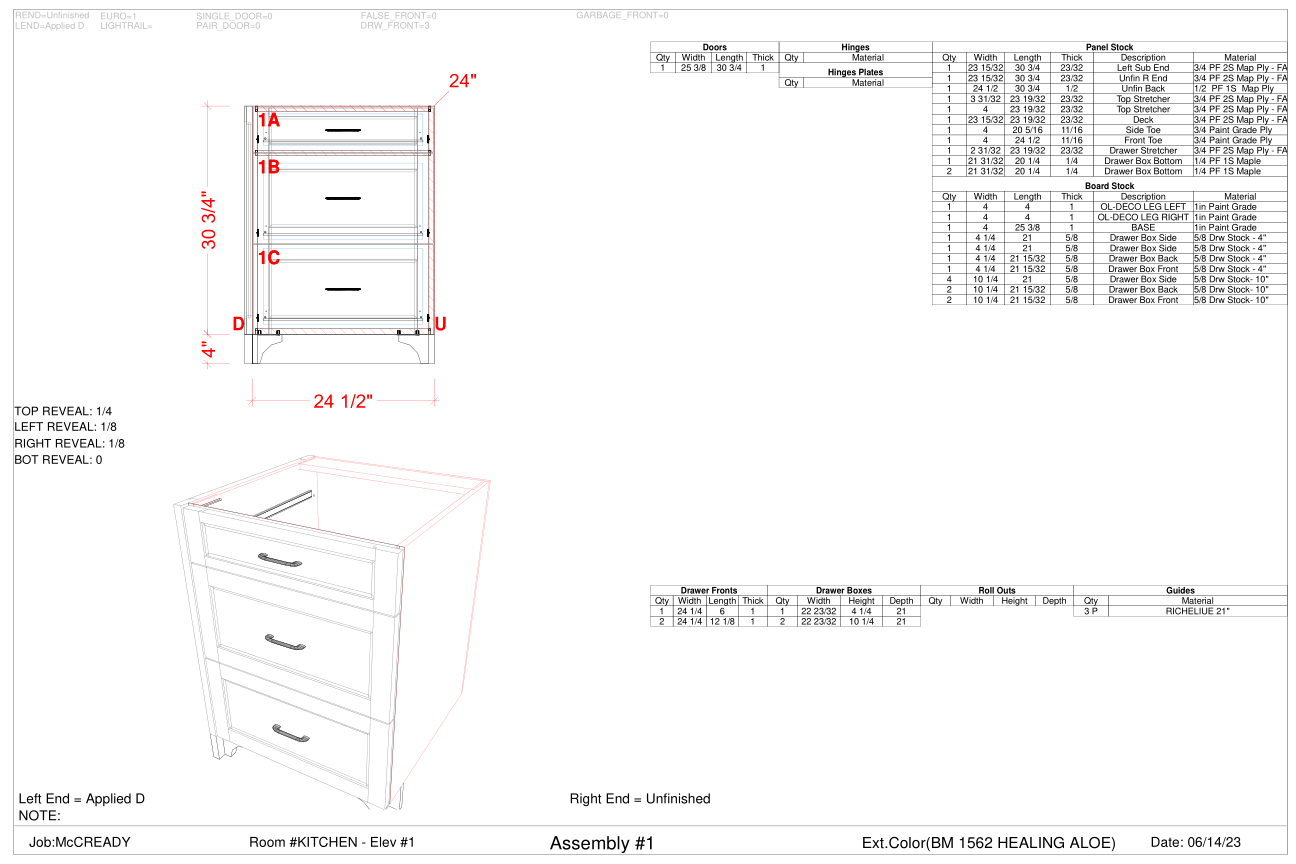 REND=Unfinished EURO=1 SINGLE_DOOR=0 FALSE_FRONT=0 GARBAGE_FRONT=0
LEND=Applied D LIGHTRAIL= PAIR_DOOR=0 DRW_FRONT=3
Doors
Qty Width Length Thick
1 25 3/8 30 3/4 1
Hinges
Qty Material
Hinges Plates
Qty Material
Panel Stock
Qty Width Length Thick Description Material
1 23 15/32 30 3/4 23/32 Left Sub End 3/4 PF 2S Map Ply - FA
1 23 15/32 30 3/4 23/32 Unfin R End 3/4 PF 2S Map Ply - FA
1 24 1/2 30 3/4 1/2 Unfin Back 1/2 PF 1S Map Ply
1 3 31/32 23 19/32 23/32 Top Stretcher 3/4 PF 2S Map Ply - FA
1 4 23 19/32 23/32 Top Stretcher 3/4 PF 2S Map Ply - FA
1 23 15/32 23 19/32 23/32 Deck 3/4 PF 2S Map Ply - FA
1 4 20 5/16 11/16 Side Toe 3/4 Paint Grade Ply
1 4 24 1/2 11/16 Front Toe 3/4 Paint Grade Ply
1 2 31/32 23 19/32 23/32 Drawer Stretcher 3/4 PF 2S Map Ply - FA
1 21 31/32 20 1/4 1/4 Drawer Box Bottom 1/4 PF 1S Maple
2 21 31/32 20 1/4 1/4 Drawer Box Bottom 1/4 PF 1S Maple
Board Stock
Qty Width Length Thick Description Material
1 4 4 1 OL-DECO LEG LEFT 1in Paint Grade
1 4 4 1 OL-DECO LEG RIGHT 1in Paint Grade
1 4 25 3/8 1 BASE 1in Paint Grade
1 4 1/4 21 5/8 Drawer Box Side 5/8 Drw Stock - 4"
1 4 1/4 21 5/8 Drawer Box Side 5/8 Drw Stock - 4"
1 4 1/4 21 15/32 5/8 Drawer Box Back 5/8 Drw Stock - 4"
1 4 1/4 21 15/32 5/8 Drawer Box Front 5/8 Drw Stock - 4"
4 10 1/4 21 5/8 Drawer Box Side 5/8 Drw Stock- 10"
2 10 1/4 21 15/32 5/8 Drawer Box Back 5/8 Drw Stock- 10"
2 10 1/4 21 15/32 5/8 Drawer Box Front 5/8 Drw Stock- 10"
24"
1A
1B
30 3/4"
1C
D U
4"
24 1/2"
TOP REVEAL: 1/4
LEFT REVEAL: 1/8
RIGHT REVEAL: 1/8
BOT REVEAL: 0
Drawer Fronts
Qty Width Length Thick
1 24 1/4 6 1
2 24 1/4 12 1/8 1
Drawer Boxes
Qty Width Height Depth
1 22 23/32 4 1/4 21
2 22 23/32 10 1/4 21
Roll Outs
Qty Width Height Depth
Guides
Qty Material
3 P RICHELIUE 21"
Left End = Applied D Right End = Unfinished
NOTE:
Job:McCREADY Room #KITCHEN - Elev #1 Assembly #1 Ext.Color(BM 1562 HEALING ALOE) Date: 06/14/23